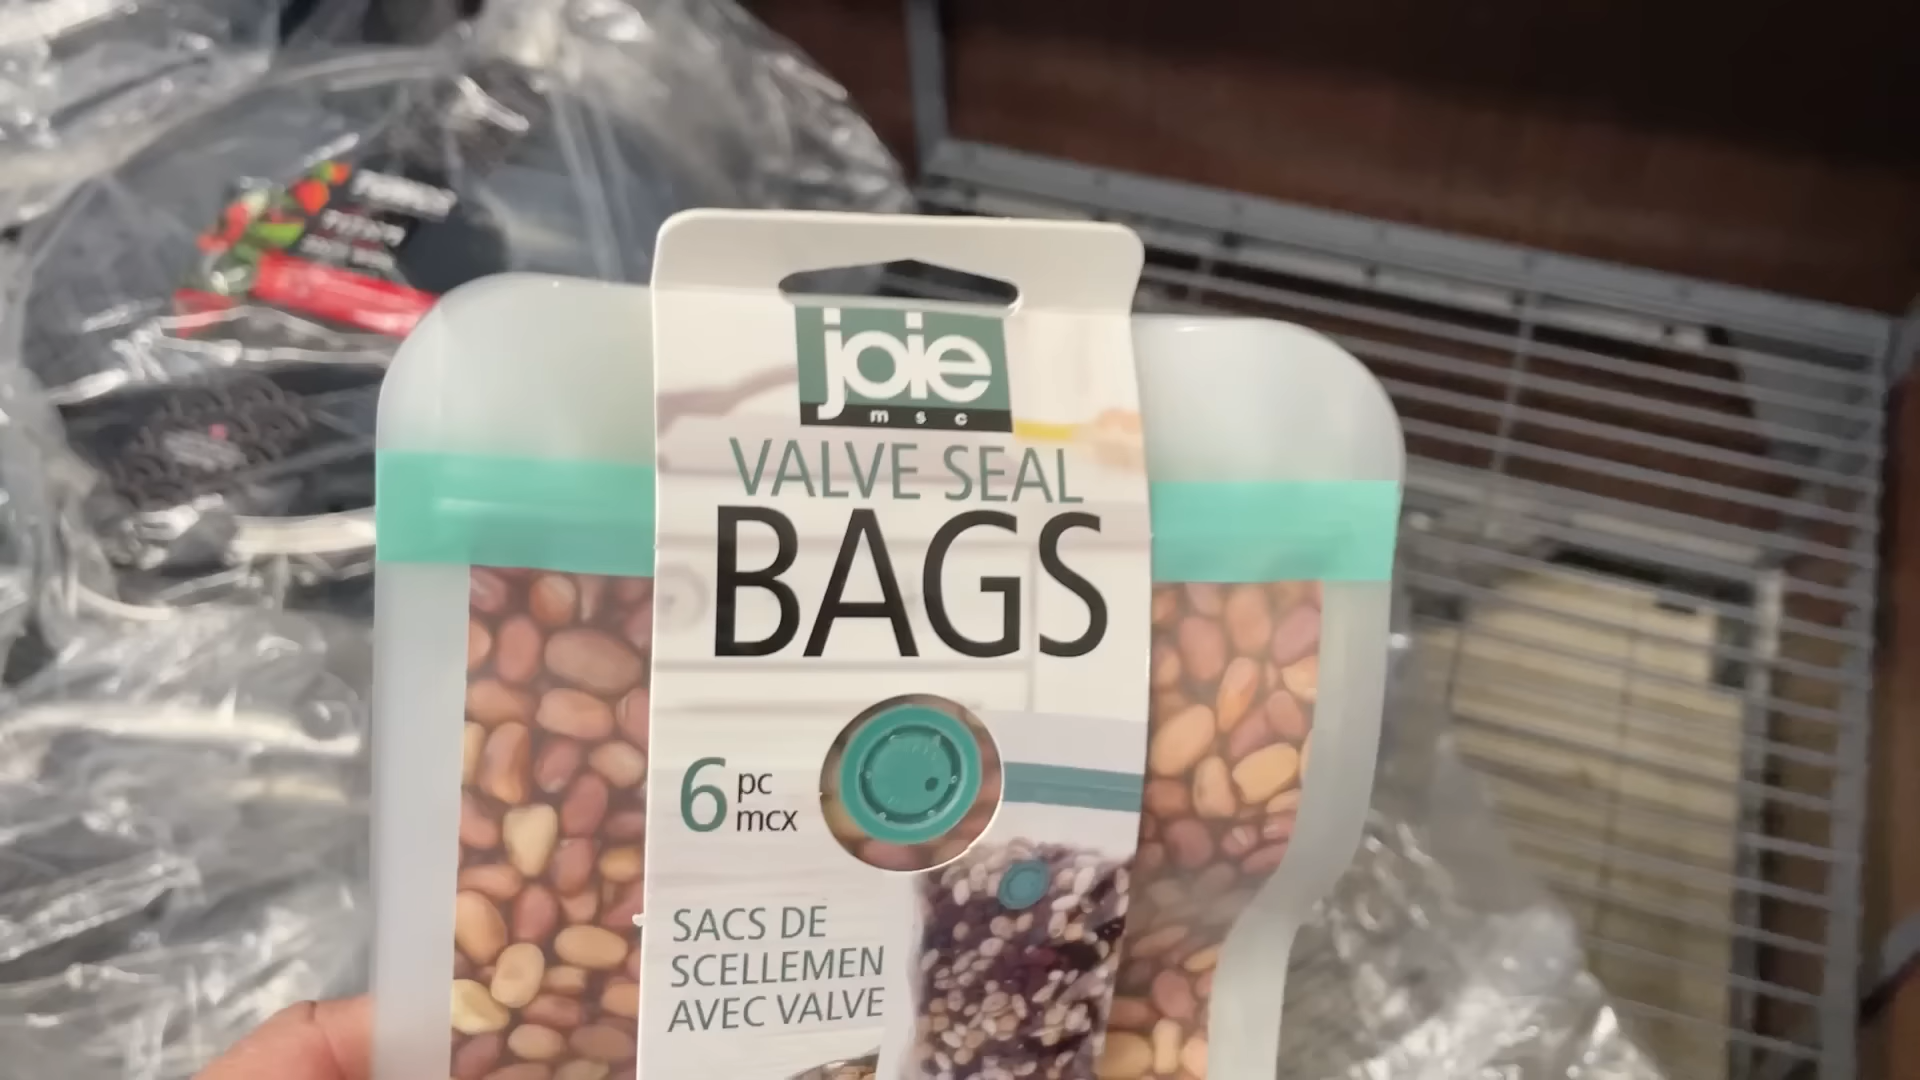 joie
msc
VALVE SEAL
BAGS
6 pc
mcx
SACS DE
SCELLEMEN
AVEC VALVE